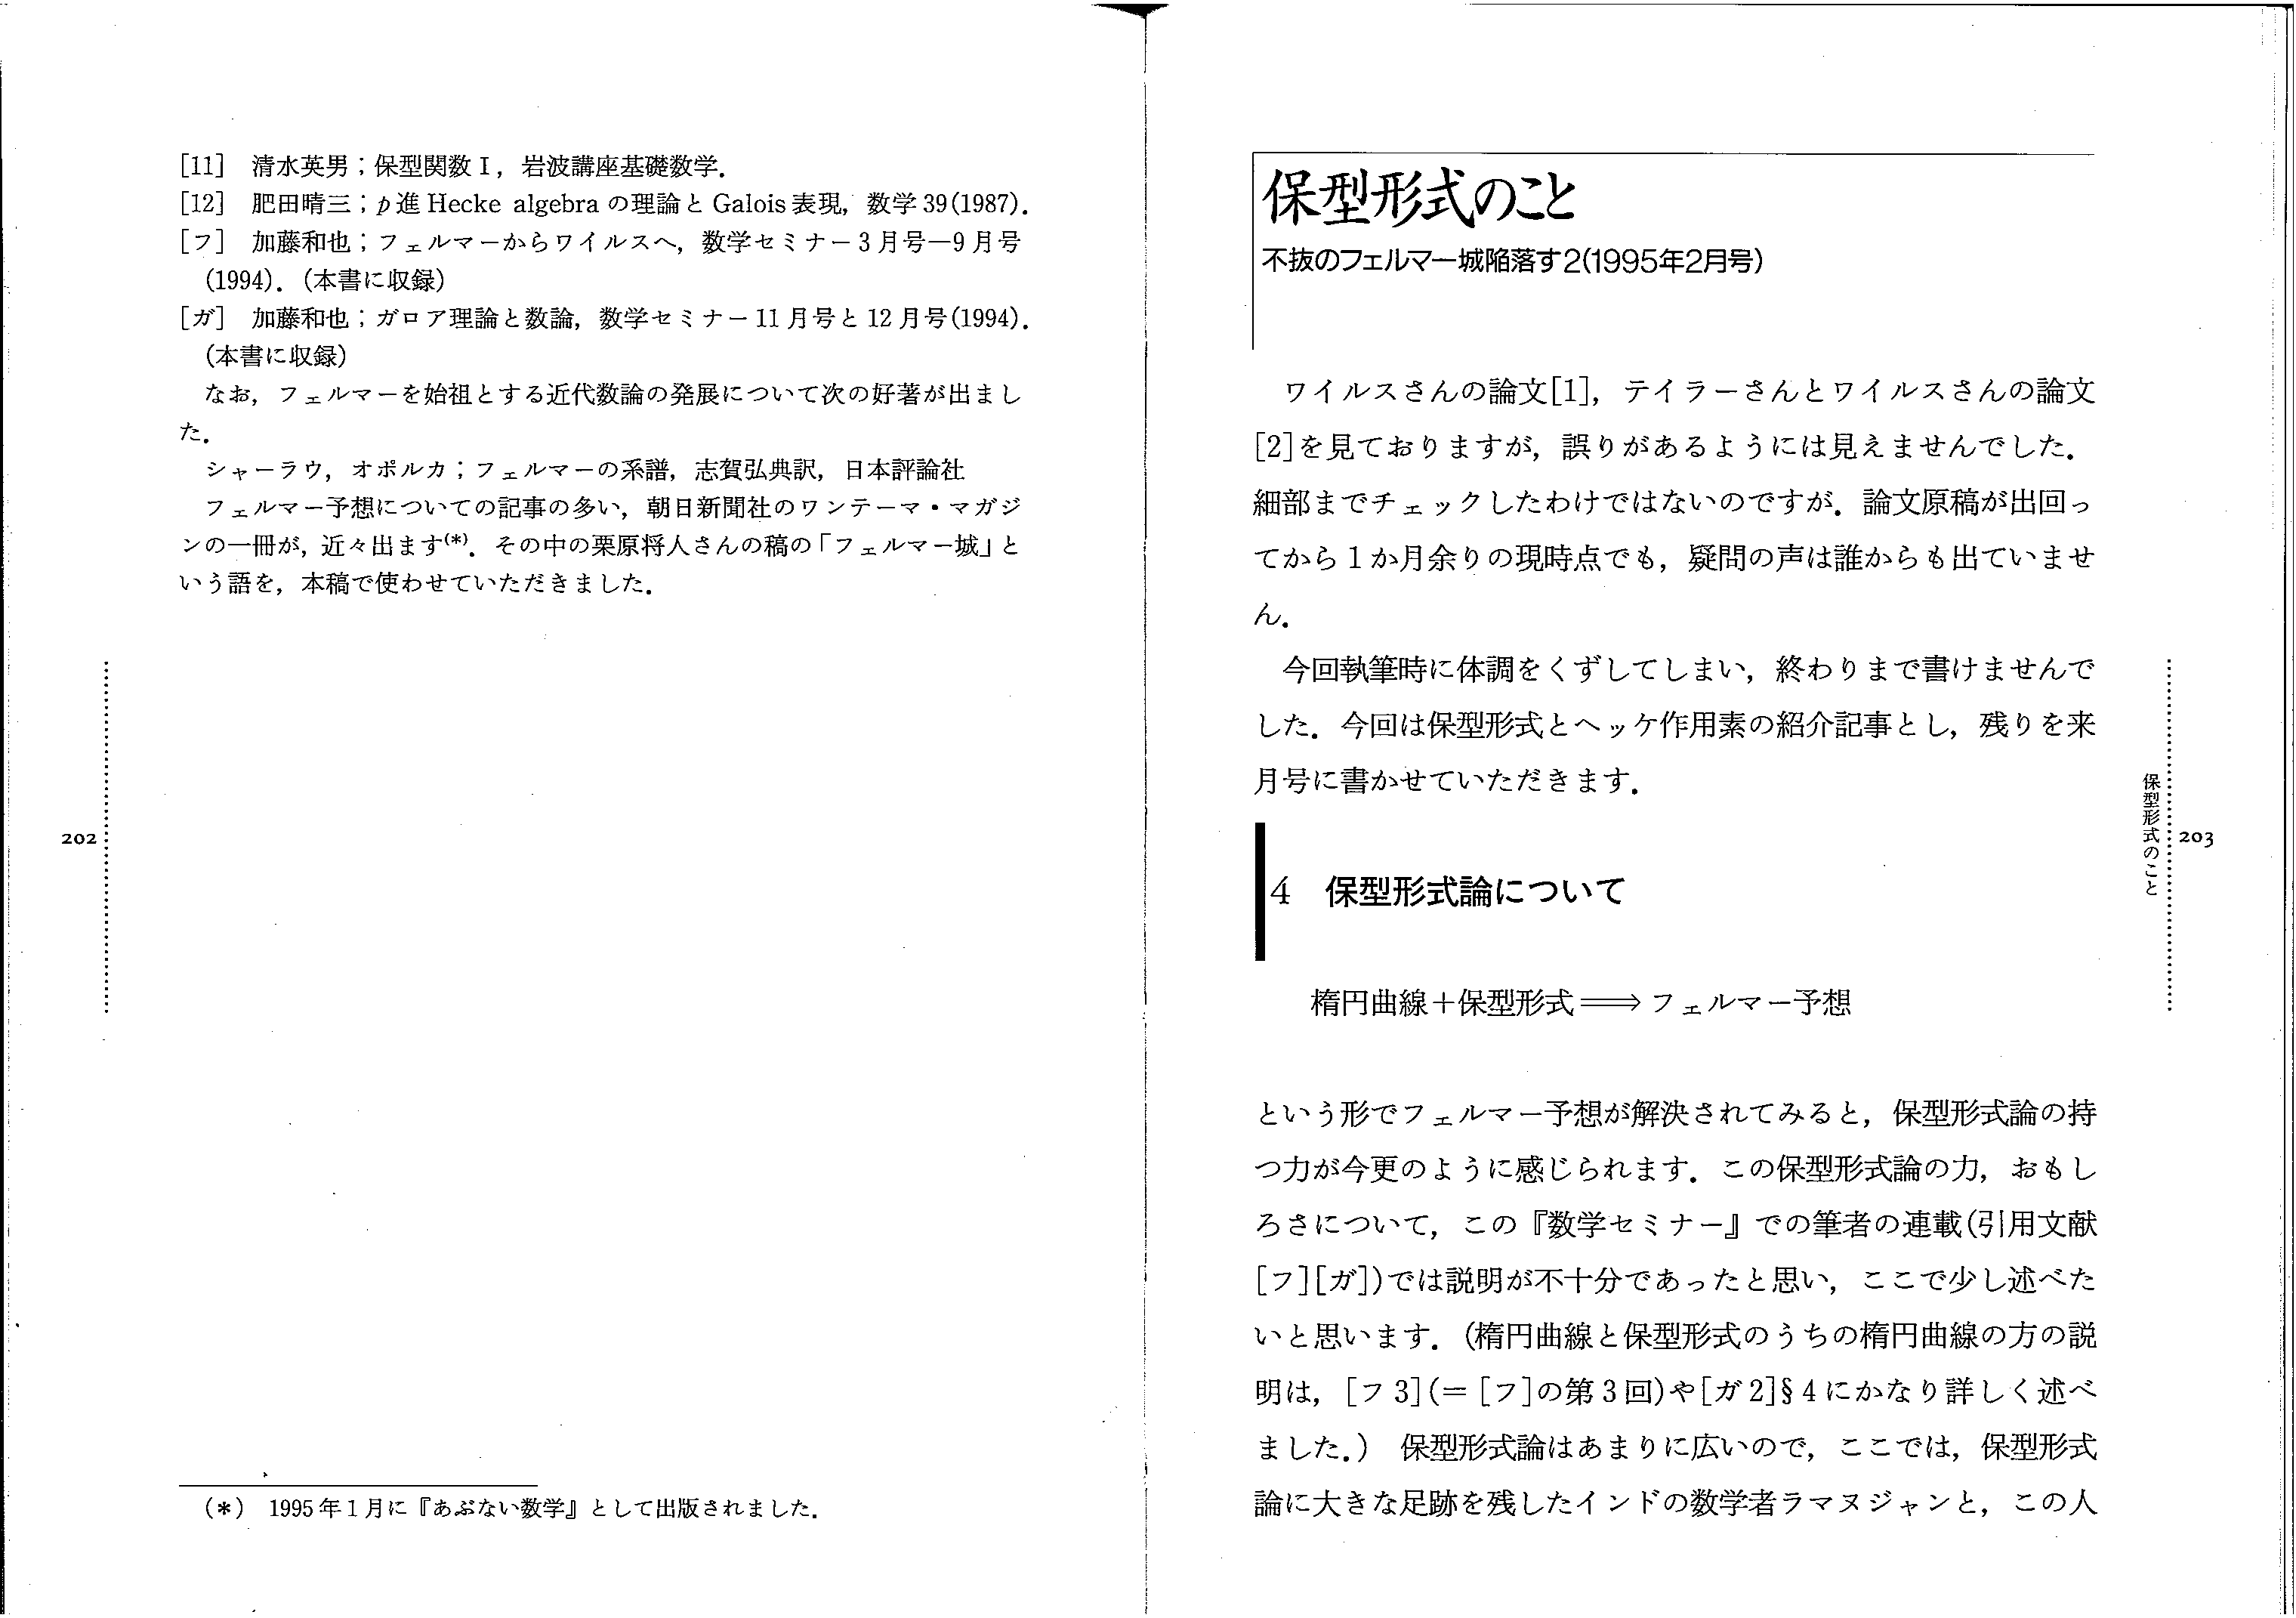 [11] 清水英男；保型関数Ⅰ，岩波講座基礎数学．
[12] 肥田晴三；p進 Hecke algebra の理論と Galois 表現，数学 39(1987)．
[フ] 加藤和也；フェルマーからワイルスへ，数学セミナー 3 月号—9 月号
(1994)．（本書に収録）
[ガ] 加藤和也；ガロア理論と数論，数学セミナー 11 月号と 12 月号(1994)．
（本書に収録）
なお，フェルマーを始祖とする近代数論の発展について次の好著が出まし
た．
シャーラウ，オポルカ；フェルマーの系譜，志賀弘典訳，日本評論社
フェルマー予想についての記事の多い，朝日新聞社のワンテーマ・マガジ
ンの一冊が，近々出ます(*)．その中の栗原将人さんの稿の「フェルマー城」と
いう語を，本稿で使わせていただきました．
202
(*) 1995 年 1 月に『あぶない数学』として出版されました．
保型形式のこと
不抜のフェルマー城陥落す2(1995年2月号)
ワイルスさんの論文[1]，テイラーさんとワイルスさんの論文
[2]を見ておりますが，誤りがあるようには見えませんでした．
細部までチェックしたわけではないのですが．論文原稿が出回っ
てから 1 か月余りの現時点でも，疑問の声は誰からも出ていませ
ん．
今回執筆時に体調をくずしてしまい，終わりまで書けませんで
した．今回は保型形式とヘッケ作用素の紹介記事とし，残りを来
月号に書かせていただきます．
4 保型形式論について
楕円曲線＋保型形式 ⟹ フェルマー予想
という形でフェルマー予想が解決されてみると，保型形式論の持
つ力が今更のように感じられます．この保型形式論の力，おもし
ろさについて，この『数学セミナー』での筆者の連載(引用文献
[フ][ガ])では説明が不十分であったと思い，ここで少し述べた
いと思います．(楕円曲線と保型形式のうちの楕円曲線の方の説
明は，[フ 3](＝[フ]の第 3 回)や[ガ 2]§4 にかなり詳しく述べ
ました．) 保型形式論はあまりに広いので，ここでは，保型形式
論に大きな足跡を残したインドの数学者ラマヌジャンと，この人
保型形式のこと
203